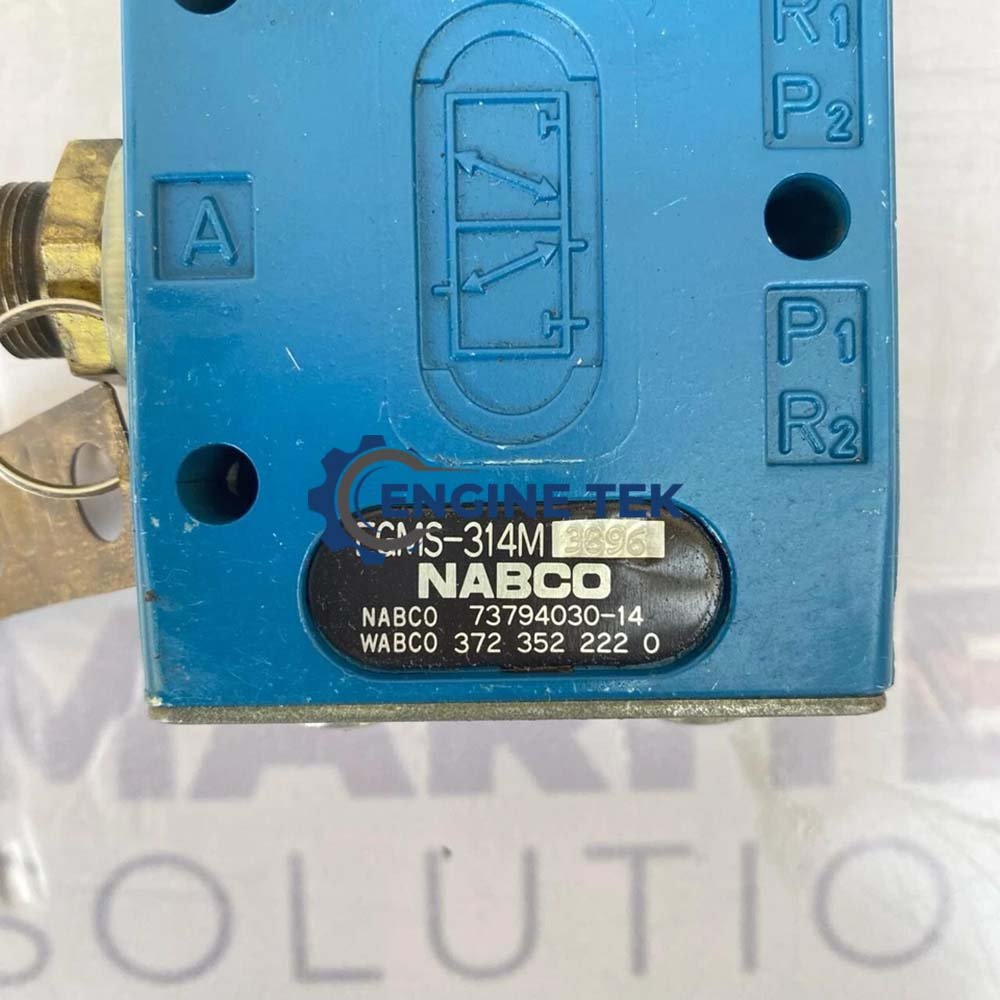 R1
P2
A
P1
R2
ENGINE TEK
GMS-314M 3896
NABCO
NABCO 73794030-14
WABCO 372 352 222 0
SOLUTIO